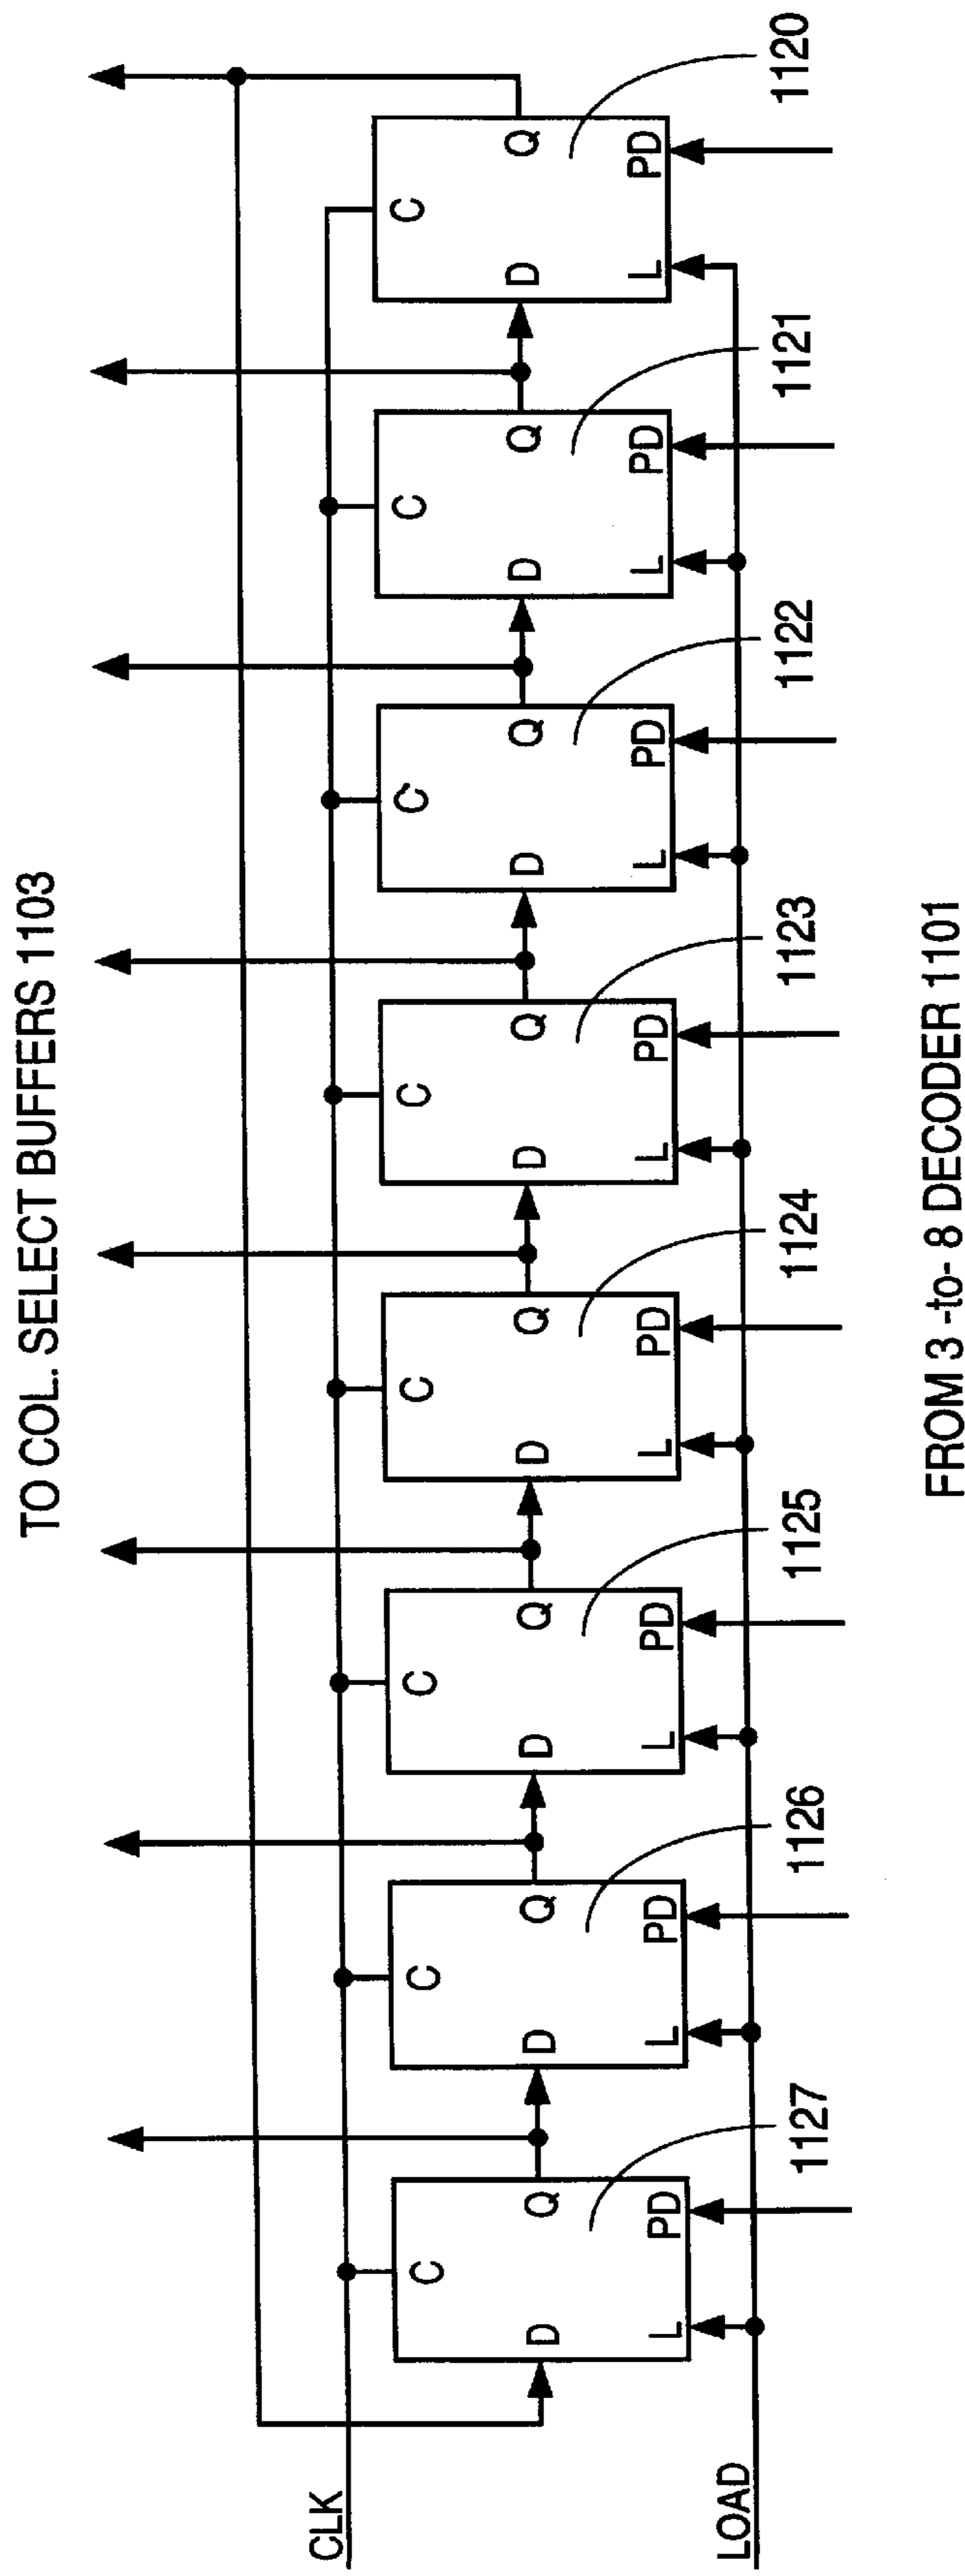 TO COL. SELECT BUFFERS 1103
CLK
C C C C C C C C
D Q D Q D Q D Q D Q D Q D Q D Q
L PD L PD L PD L PD L PD L PD L PD L PD
LOAD
1127 1126 1125 1124 1123 1122 1121 1120
FROM 3 -to- 8 DECODER 1101